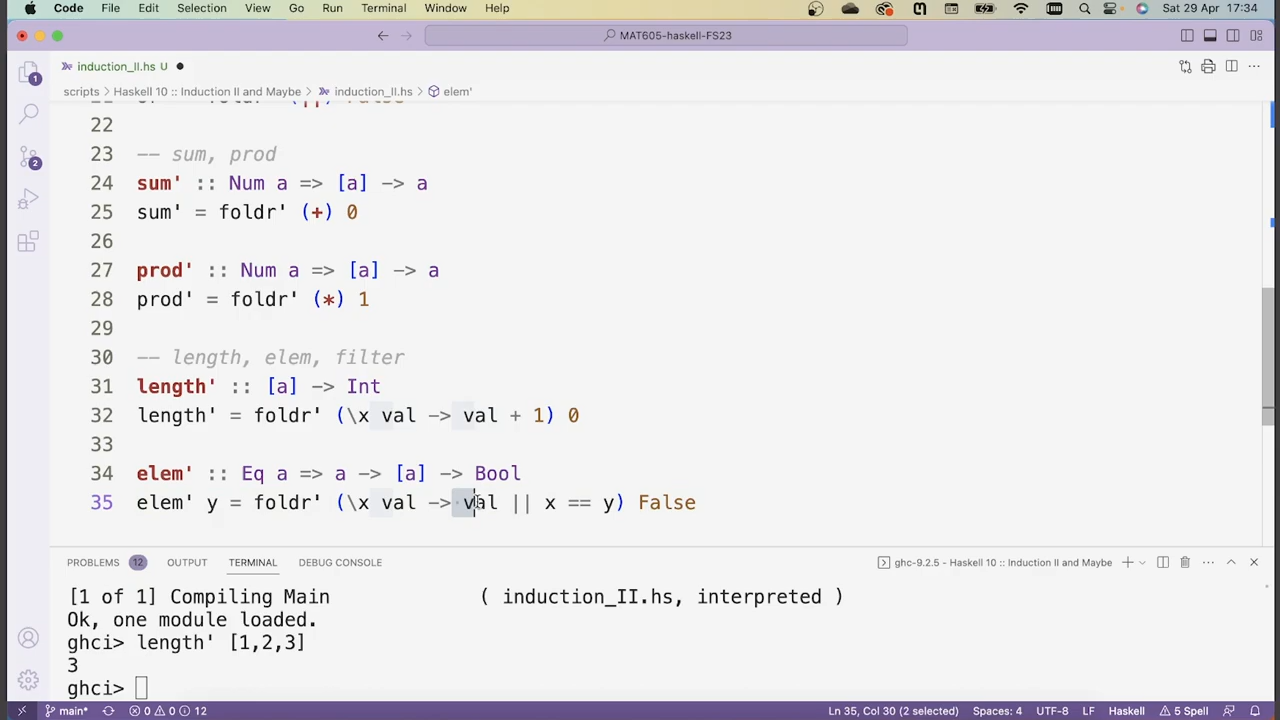 Code File Edit Selection View Go Run Terminal Window Help Sat 29 Apr 17:34
MAT605-haskell-FS23
induction_II.hs U
scripts > Haskell 10 :: Induction II and Maybe > induction_II.hs > elem'
22
23 -- sum, prod
24 sum' :: Num a => [a] -> a
25 sum' = foldr' (+) 0
26
27 prod' :: Num a => [a] -> a
28 prod' = foldr' (*) 1
29
30 -- length, elem, filter
31 length' :: [a] -> Int
32 length' = foldr' (\x val -> val + 1) 0
33
34 elem' :: Eq a => a -> [a] -> Bool
35 elem' y = foldr' (\x val -> val || x == y) False
PROBLEMS 12 OUTPUT TERMINAL DEBUG CONSOLE ghc-9.2.5 - Haskell 10 :: Induction II and Maybe
[1 of 1] Compiling Main ( induction_II.hs, interpreted )
Ok, one module loaded.
ghci> length' [1,2,3]
3
ghci>
main* 0 0 12 Ln 35, Col 30 (2 selected) Spaces: 4 UTF-8 LF Haskell 5 Spell